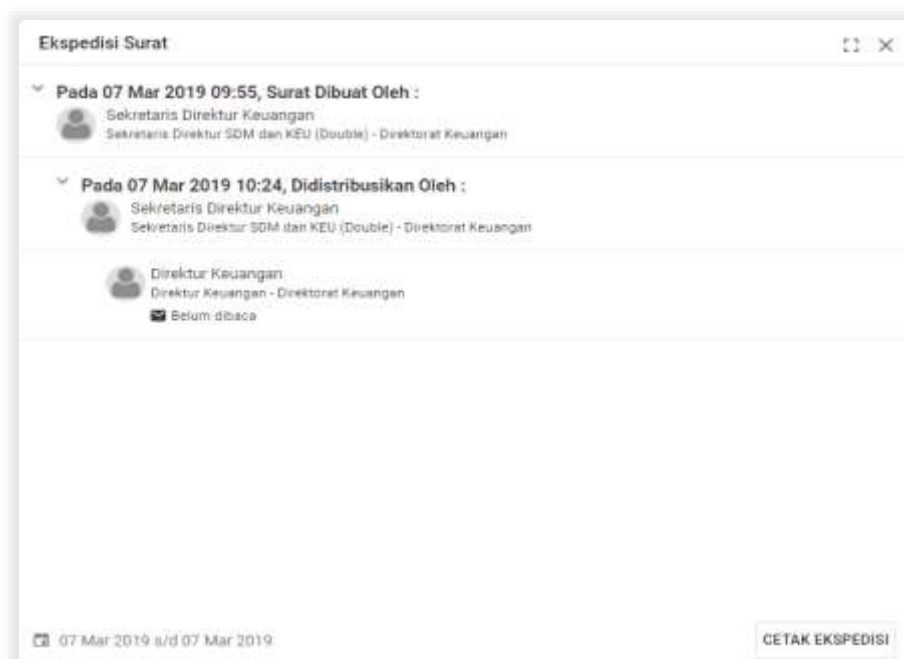 Ekspedisi Surat
Pada 07 Mar 2019 09:55, Surat Dibuat Oleh :
Sekretaris Direktur Keuangan
Sekretaris Direktur SDM dan KEU (Double) - Direktorat Keuangan
Pada 07 Mar 2019 10:24, Didistribusikan Oleh :
Sekretaris Direktur Keuangan
Sekretaris Direktur SDM dan KEU (Double) - Direktorat Keuangan
Direktur Keuangan
Direktur Keuangan - Direktorat Keuangan
Belum dibaca
07 Mar 2019 s/d 07 Mar 2019
CETAK EKSPEDISI